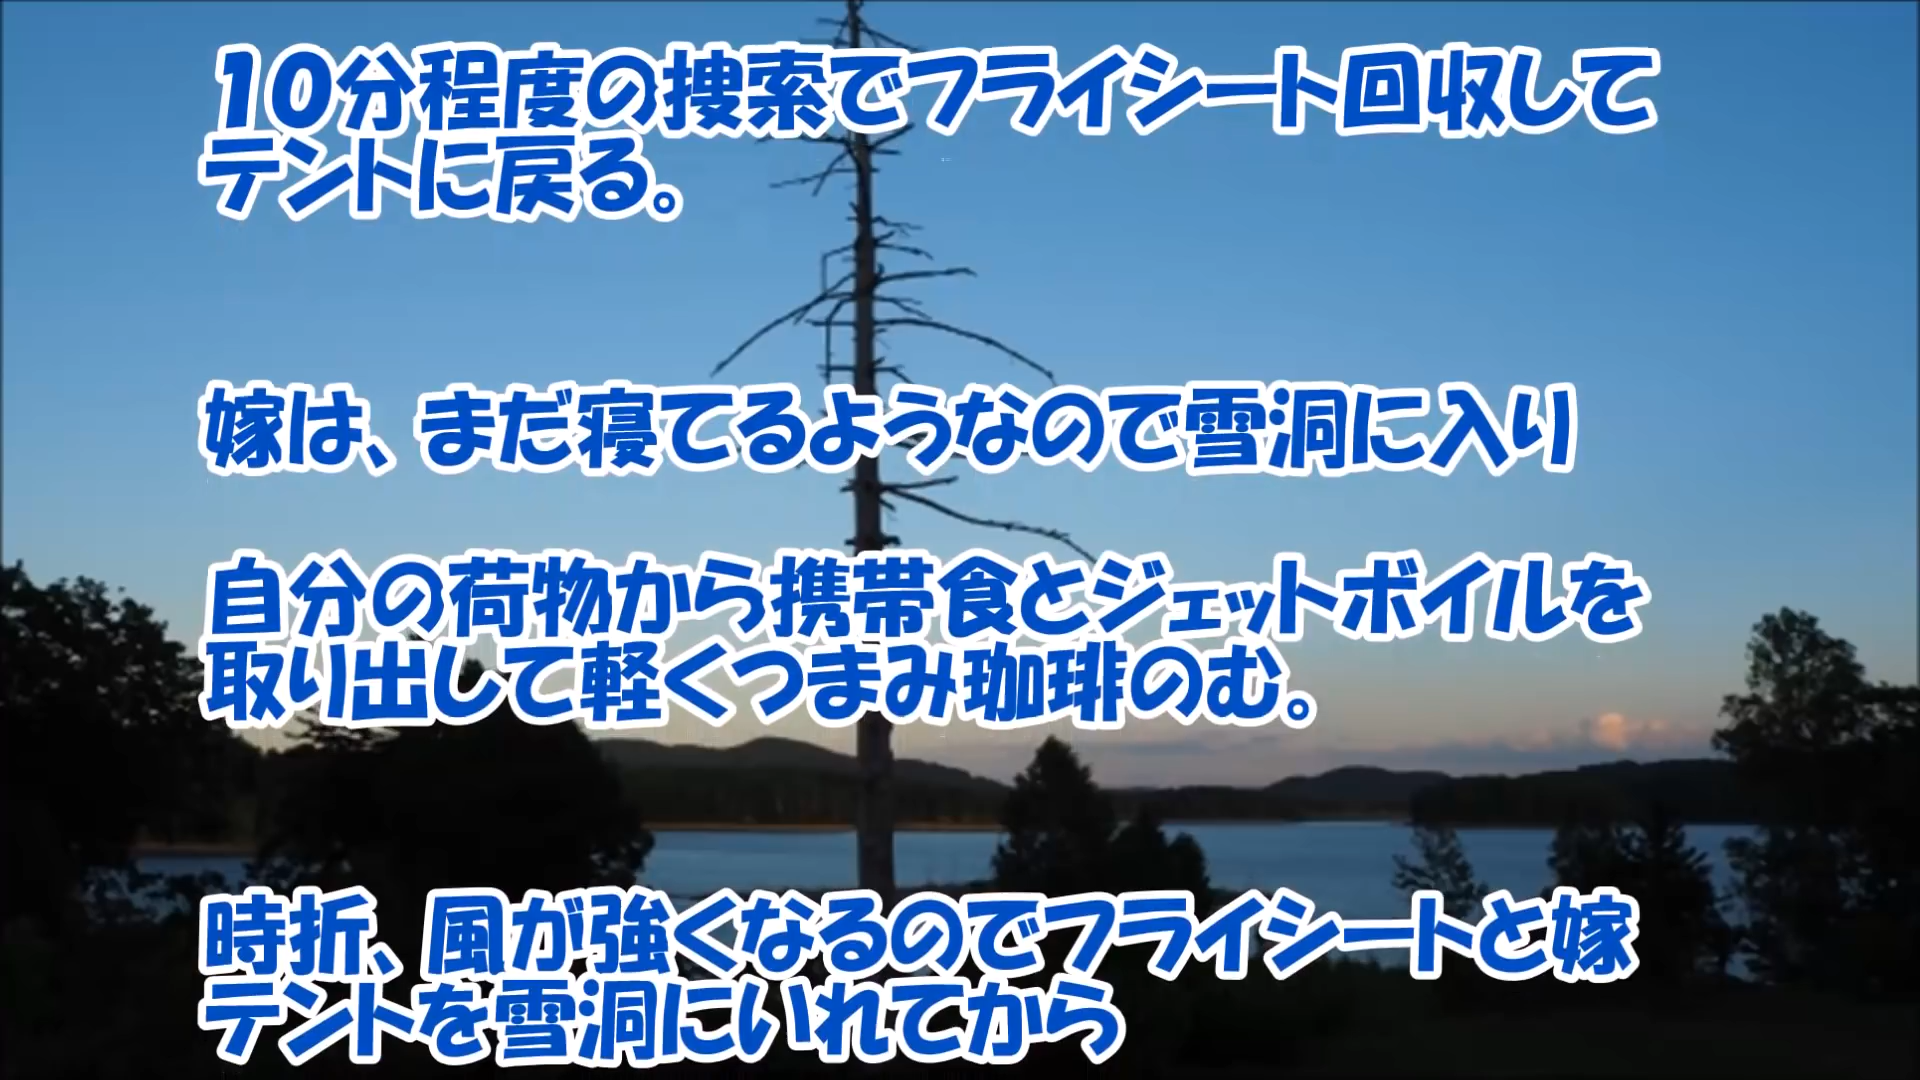 10分程度の捜索でフライシート回収して
テントに戻る。
嫁は、まだ寝てるようなので雪洞に入り
自分の荷物から携帯食とジェットボイルを
取り出して軽くつまみ珈琲のむ。
時折、風が強くなるのでフライシートと嫁
テントを雪洞にいれてから